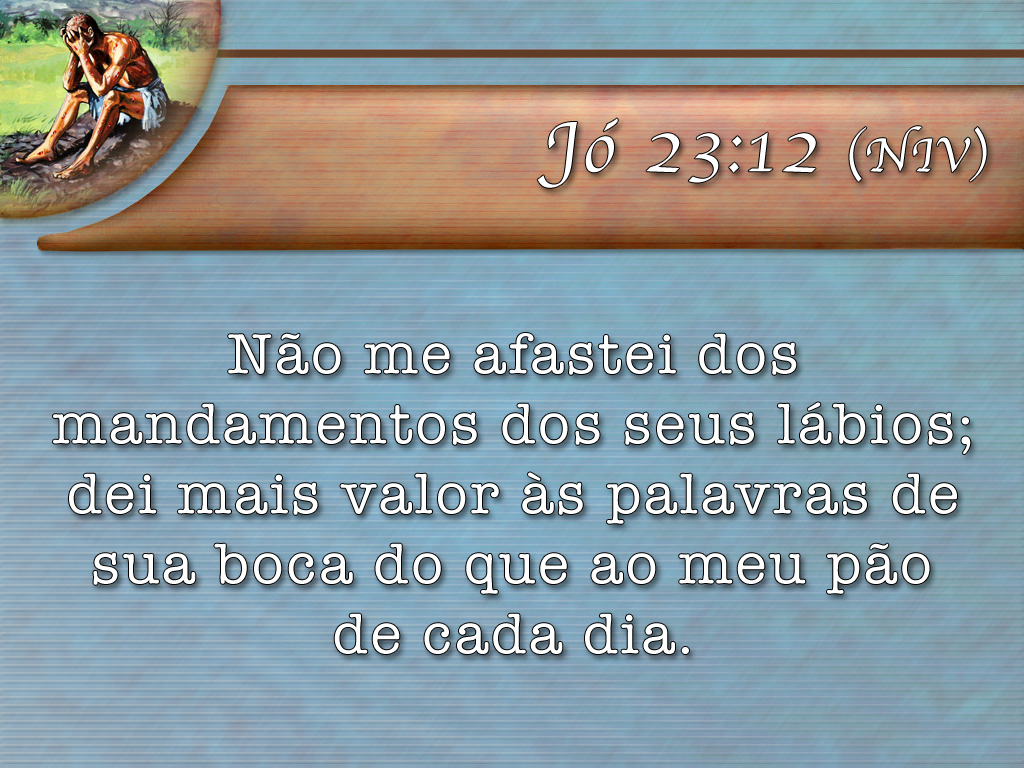 Jó 23:12 (NIV)
Não me afastei dos
mandamentos dos seus lábios;
dei mais valor às palavras de
sua boca do que ao meu pão
de cada dia.